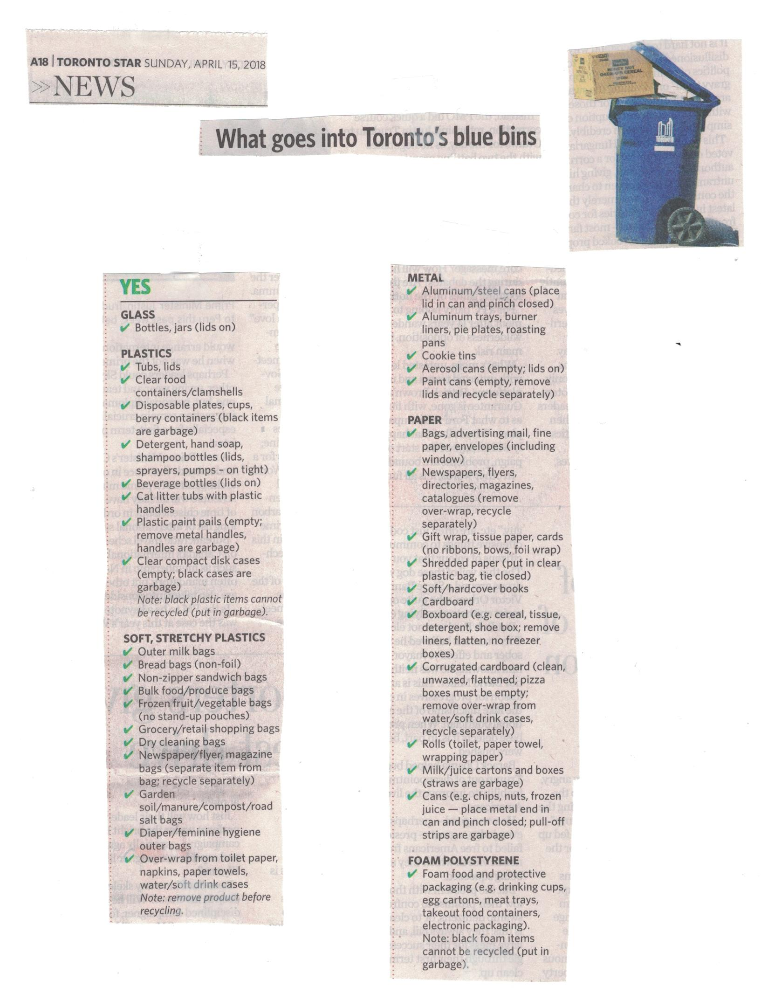 A18 | TORONTO STAR SUNDAY, APRIL 15, 2018
>> NEWS
What goes into Toronto's blue bins
HONEY NUT
CEREAL
TORONTO
YES
GLASS
✔ Bottles, jars (lids on)
PLASTICS
✔ Tubs, lids
✔ Clear food
containers/clamshells
✔ Disposable plates, cups,
berry containers (black items
are garbage)
✔ Detergent, hand soap,
shampoo bottles (lids,
sprayers, pumps - on tight)
✔ Beverage bottles (lids on)
✔ Cat litter tubs with plastic
handles
✔ Plastic paint pails (empty;
remove metal handles,
handles are garbage)
✔ Clear compact disk cases
(empty; black cases are
garbage)
Note: black plastic items cannot
be recycled (put in garbage).
SOFT, STRETCHY PLASTICS
✔ Outer milk bags
✔ Bread bags (non-foil)
✔ Non-zipper sandwich bags
✔ Bulk food/produce bags
✔ Frozen fruit/vegetable bags
(no stand-up pouches)
✔ Grocery/retail shopping bags
✔ Dry cleaning bags
✔ Newspaper/flyer, magazine
bags (separate item from
bag; recycle separately)
✔ Garden
soil/manure/compost/road
salt bags
✔ Diaper/feminine hygiene
outer bags
✔ Over-wrap from toilet paper,
napkins, paper towels,
water/soft drink cases
Note: remove product before
recycling.
METAL
✔ Aluminum/steel cans (place
lid in can and pinch closed)
✔ Aluminum trays, burner
liners, pie plates, roasting
pans
✔ Cookie tins
✔ Aerosol cans (empty; lids on)
✔ Paint cans (empty, remove
lids and recycle separately)
PAPER
✔ Bags, advertising mail, fine
paper, envelopes (including
window)
✔ Newspapers, flyers,
directories, magazines,
catalogues (remove
over-wrap, recycle
separately)
✔ Gift wrap, tissue paper, cards
(no ribbons, bows, foil wrap)
✔ Shredded paper (put in clear
plastic bag, tie closed)
✔ Soft/hardcover books
✔ Cardboard
✔ Boxboard (e.g. cereal, tissue,
detergent, shoe box; remove
liners, flatten, no freezer
boxes)
✔ Corrugated cardboard (clean,
unwaxed, flattened; pizza
boxes must be empty;
remove over-wrap from
water/soft drink cases,
recycle separately)
✔ Rolls (toilet, paper towel,
wrapping paper)
✔ Milk/juice cartons and boxes
(straws are garbage)
✔ Cans (e.g. chips, nuts, frozen
juice — place metal end in
can and pinch closed; pull-off
strips are garbage)
FOAM POLYSTYRENE
✔ Foam food and protective
packaging (e.g. drinking cups,
egg cartons, meat trays,
takeout food containers,
electronic packaging).
Note: black foam items
cannot be recycled (put in
garbage).